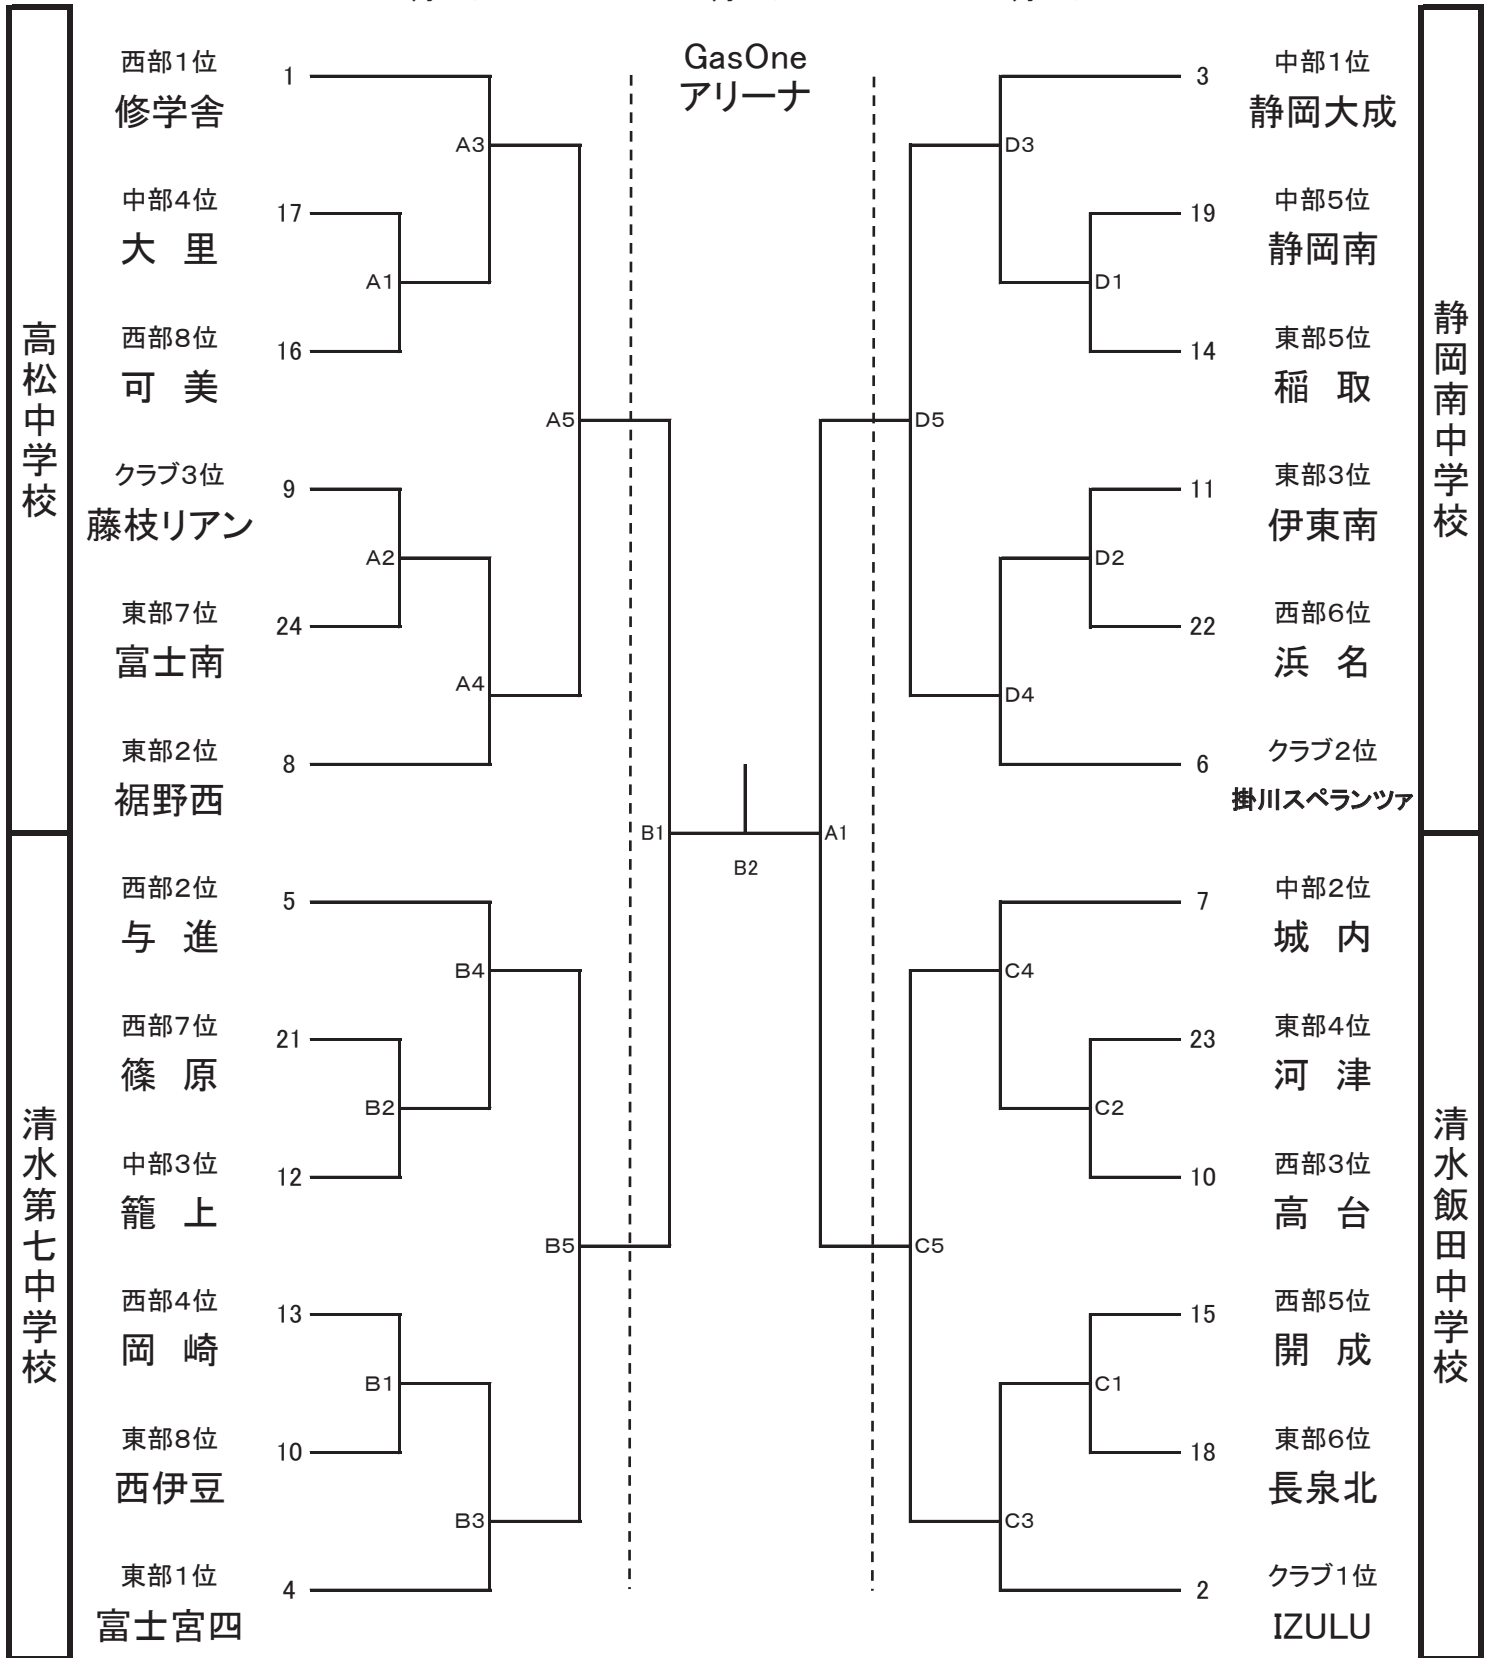 GasOne
アリーナ
高松中学校
西部1位
1
修学舎
A3
中部4位
17
大 里
A1
西部8位
16
可 美
A5
クラブ3位
9
藤枝リアン
A2
東部7位
24
富士南
A4
東部2位
8
裾野西
清水第七中学校
西部2位
5
与 進
B4
西部7位
21
篠 原
B2
中部3位
12
籠 上
B5
西部4位
13
岡 崎
B1
東部8位
10
西伊豆
B3
東部1位
4
富士宮四
B1
B2
A1
静岡南中学校
3
中部1位
静岡大成
D3
19
中部5位
静岡南
D1
14
東部5位
稲 取
D5
11
東部3位
伊東南
D2
22
西部6位
浜 名
D4
6
クラブ2位
掛川スペランツァ
清水飯田中学校
7
中部2位
城 内
C4
23
東部4位
河 津
C2
10
西部3位
高 台
C5
15
西部5位
開 成
C1
18
東部6位
長泉北
C3
2
クラブ1位
IZULU